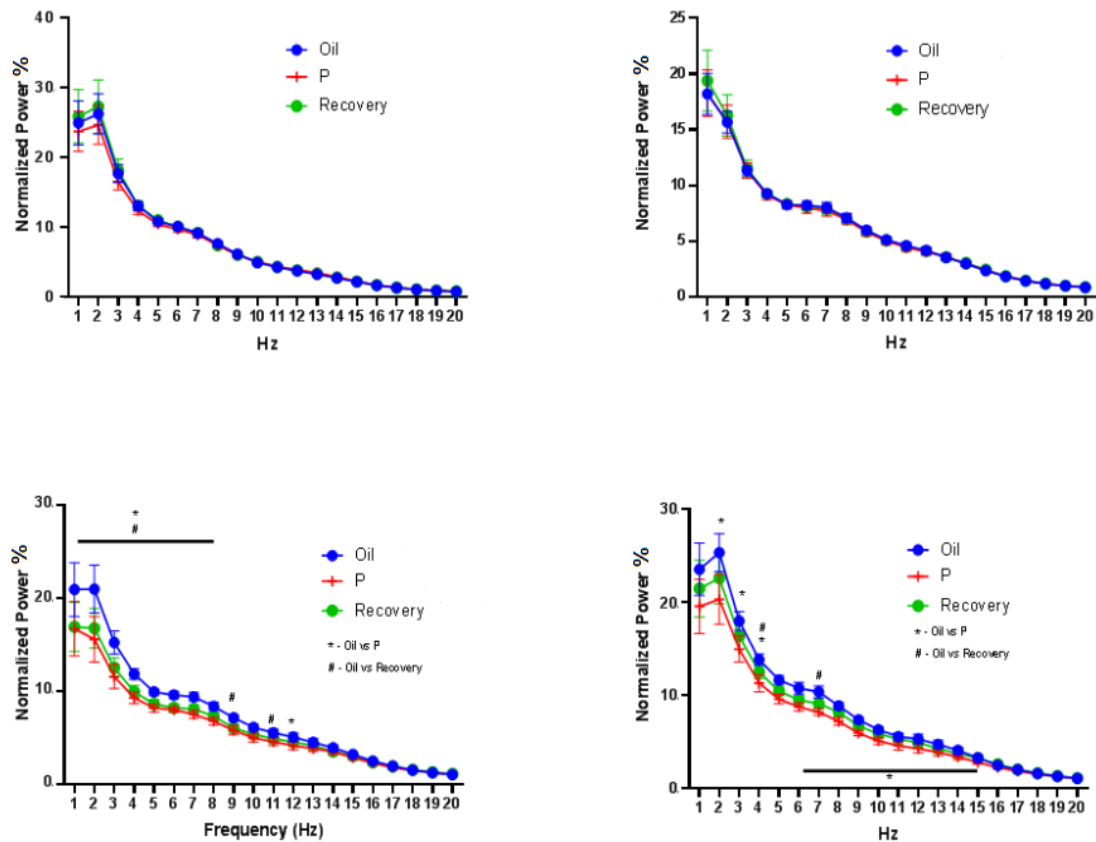 40
30
20
10
0
Normalized Power %
Oil
P
Recovery
1 2 3 4 5 6 7 8 9 10 11 12 13 14 15 16 17 18 19 20
Hz
25
20
15
10
5
0
Normalized Power %
Oil
P
Recovery
1 2 3 4 5 6 7 8 9 10 11 12 13 14 15 16 17 18 19 20
Hz
30.
20.
10.
0.
Normalized Power %
*
#
# # *
Oil
P
Recovery
* - Oil vs P
# - Oil vs Recovery
1 2 3 4 5 6 7 8 9 10 11 12 13 14 15 16 17 18 19 20
Frequency (Hz)
30.
20.
10.
0.
Normalized Power %
*
*
#
*
#
*
Oil
P
Recovery
* - Oil vs P
# - Oil vs Recovery
1 2 3 4 5 6 7 8 9 10 11 12 13 14 15 16 17 18 19 20
Hz